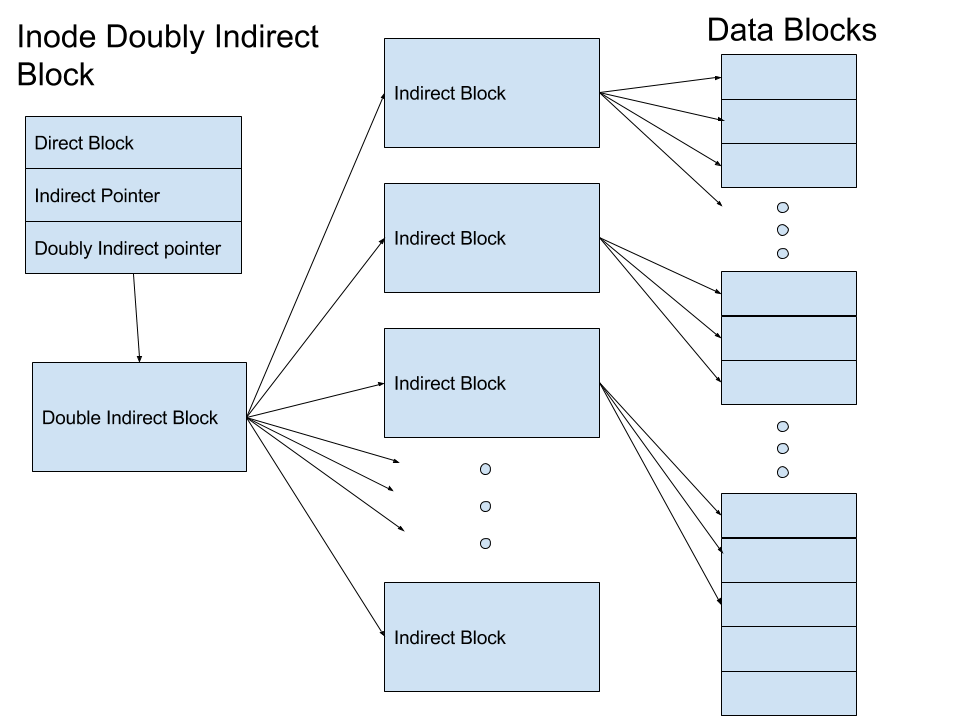 Inode Doubly Indirect
Block
Data Blocks
Direct Block
Indirect Pointer
Doubly Indirect pointer
Double Indirect Block
Indirect Block
Indirect Block
Indirect Block
Indirect Block